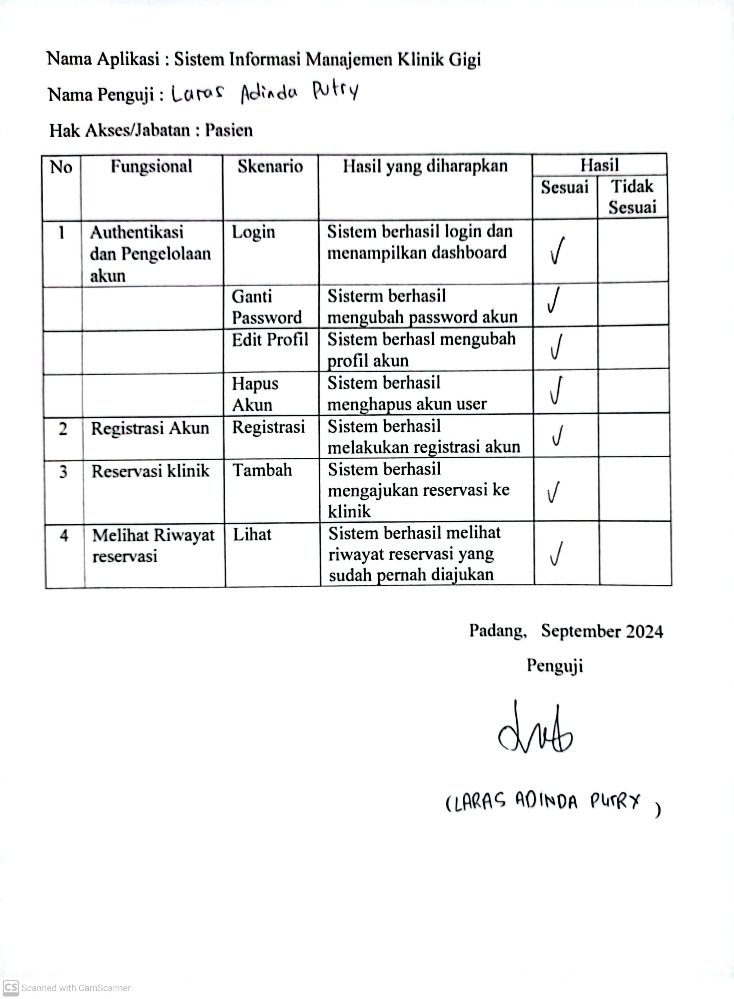 Nama Aplikasi : Sistem Informasi Manajemen Klinik Gigi
Nama Penguji : Laras Adinda Putry
Hak Akses/Jabatan : Pasien
No Fungsional Skenario Hasil yang diharapkan Hasil
Sesuai Tidak
Sesuai
1 Authentikasi Login Sistem berhasil login dan
dan Pengelolaan menampilkan dashboard ✓
akun
Ganti Sisterm berhasil ✓
Password mengubah password akun
Edit Profil Sistem berhasl mengubah ✓
profil akun
Hapus Sistem berhasil ✓
Akun menghapus akun user
2 Registrasi Akun Registrasi Sistem berhasil ✓
melakukan registrasi akun
3 Reservasi klinik Tambah Sistem berhasil
mengajukan reservasi ke ✓
klinik
4 Melihat Riwayat Lihat Sistem berhasil melihat
reservasi riwayat reservasi yang ✓
sudah pernah diajukan
Padang, September 2024
Penguji
(LARAS ADINDA PUTRY )
CS Scanned with CamScanner